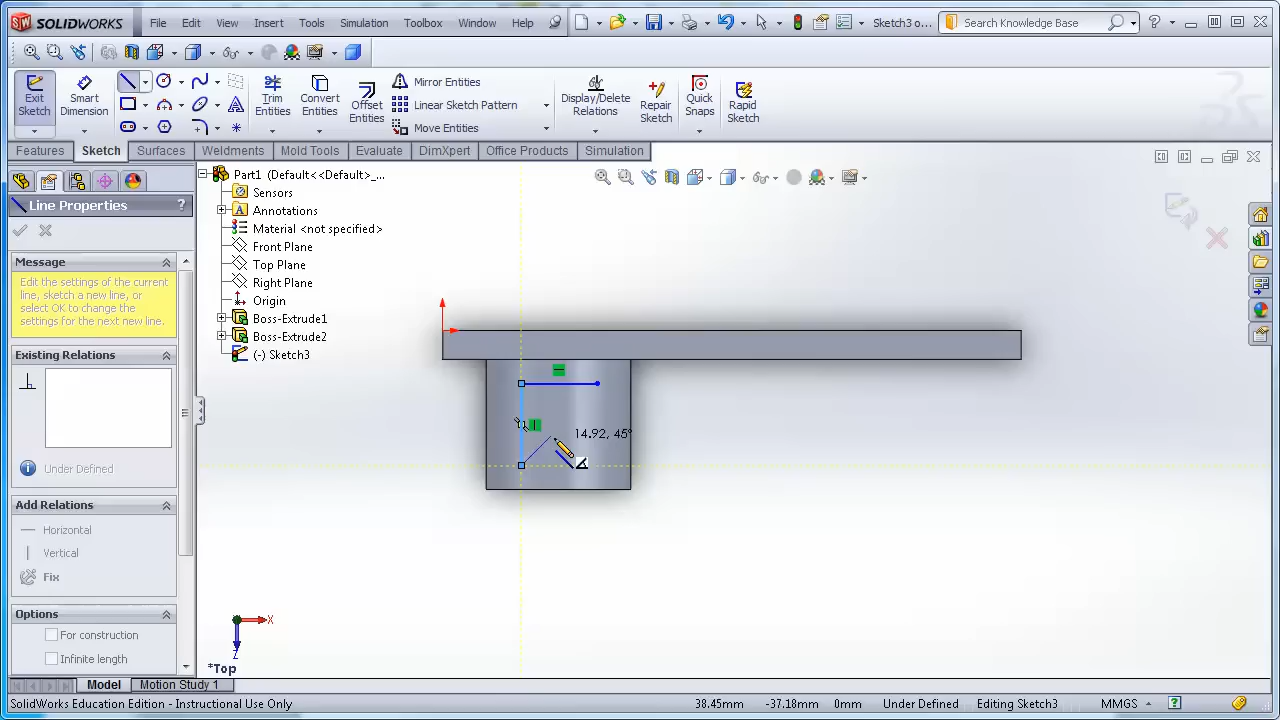 SOLIDWORKS File Edit View Insert Tools Simulation Toolbox Window Help Sketch3 o... Search Knowledge Base ?
Exit Sketch
Smart Dimension
Trim Entities
Convert Entities
Offset Entities
Mirror Entities
Linear Sketch Pattern
Move Entities
Display/Delete Relations
Repair Sketch
Quick Snaps
Rapid Sketch
Features Sketch Surfaces Weldments Mold Tools Evaluate DimXpert Office Products Simulation
Line Properties ?
Message
Edit the settings of the current
line, sketch a new line, or
select OK to change the
settings for the next new line.
Existing Relations
Under Defined
Add Relations
Horizontal
Vertical
Fix
Options
For construction
Infinite length
Part1 (Default<<Default>_...
Sensors
Annotations
Material <not specified>
Front Plane
Top Plane
Right Plane
Origin
Boss-Extrude1
Boss-Extrude2
(-) Sketch3
14.92, 45°
X
Z
*Top
Model Motion Study 1
SolidWorks Education Edition - Instructional Use Only 38.45mm -37.18mm 0mm Under Defined Editing Sketch3 MMGS ?